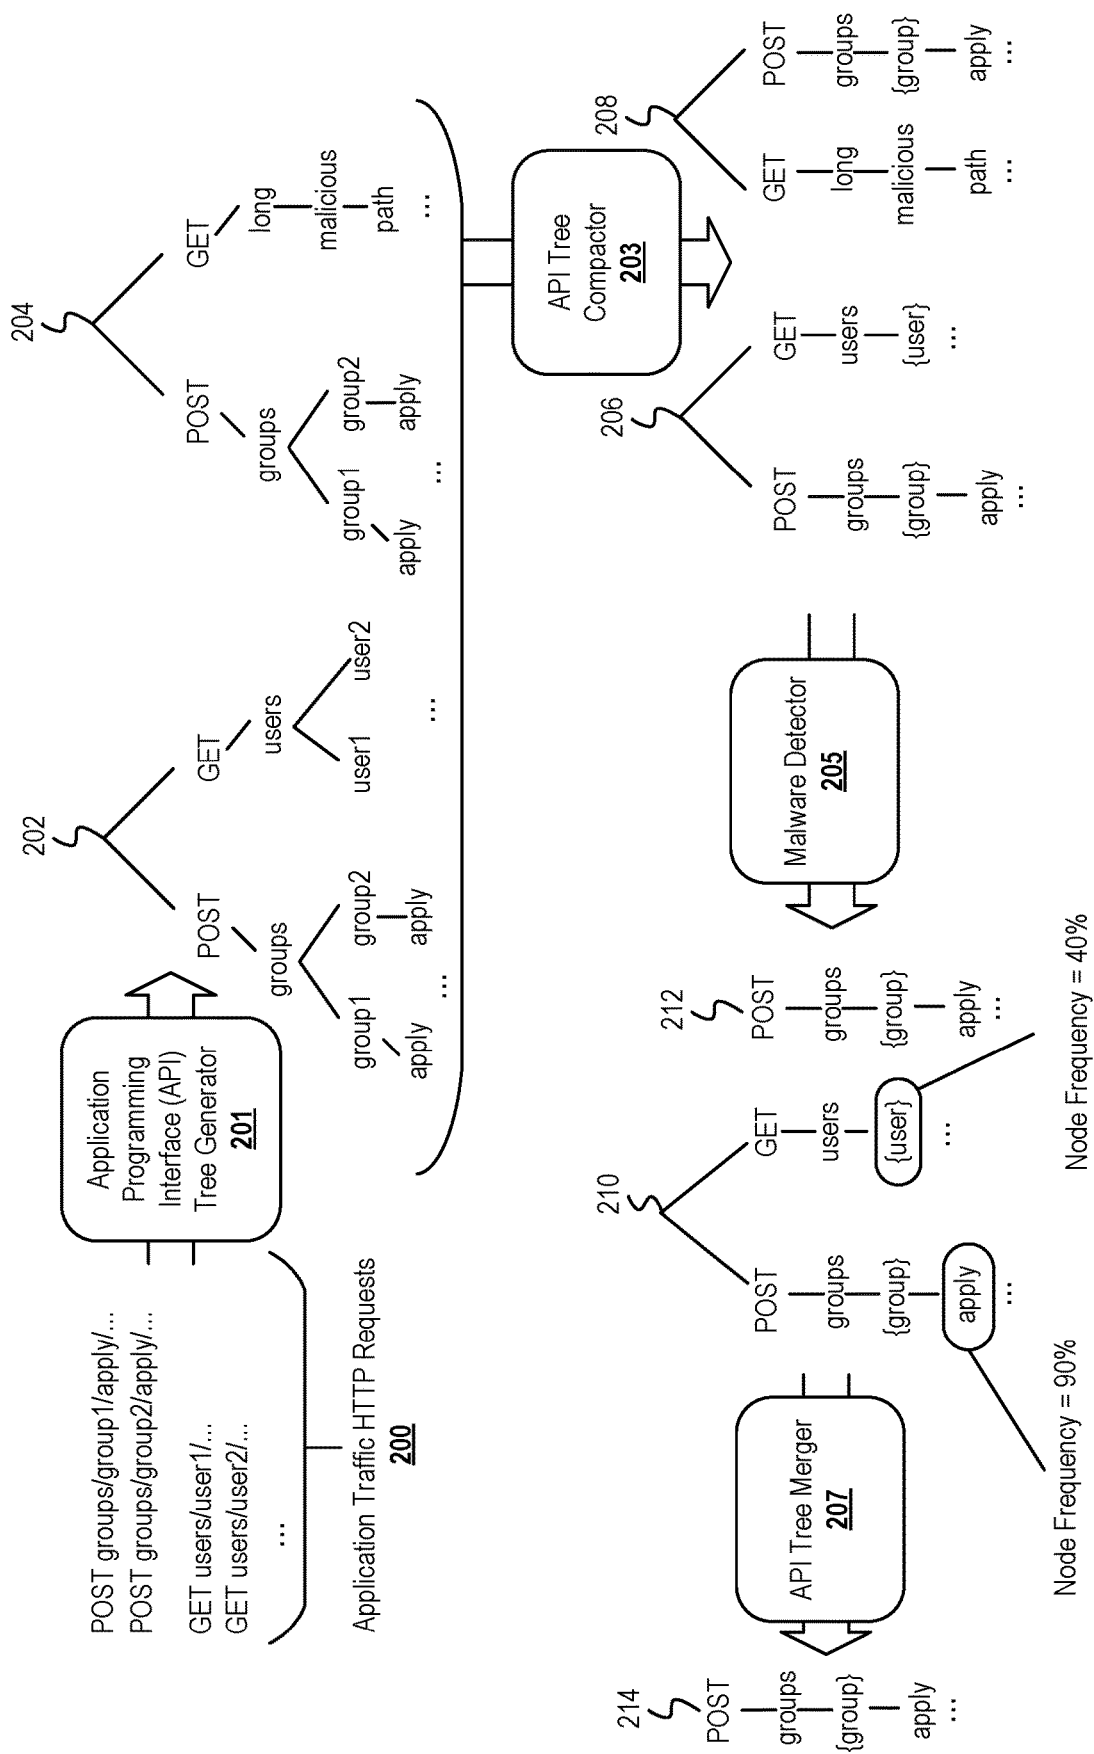 POST groups/group1/apply/...
POST groups/group2/apply/...
GET users/user1/...
GET users/user2/...
...
Application Traffic HTTP Requests
200
Application
Programming
Interface (API)
Tree Generator
201
202
POST
GET
groups
users
group1
group2
user1
user2
apply
apply
...
...
204
POST
GET
groups
long
group1
group2
malicious
apply
apply
path
...
...
API Tree
Compactor
203
206
POST
GET
groups
users
{group}
{user}
apply
...
...
208
GET
POST
long
groups
malicious
{group}
path
apply
...
...
Malware Detector
205
210
POST
GET
groups
users
{group}
{user}
apply
...
...
Node Frequency = 90%
Node Frequency = 40%
212
POST
groups
{group}
apply
...
API Tree Merger
207
214
POST
groups
{group}
apply
...